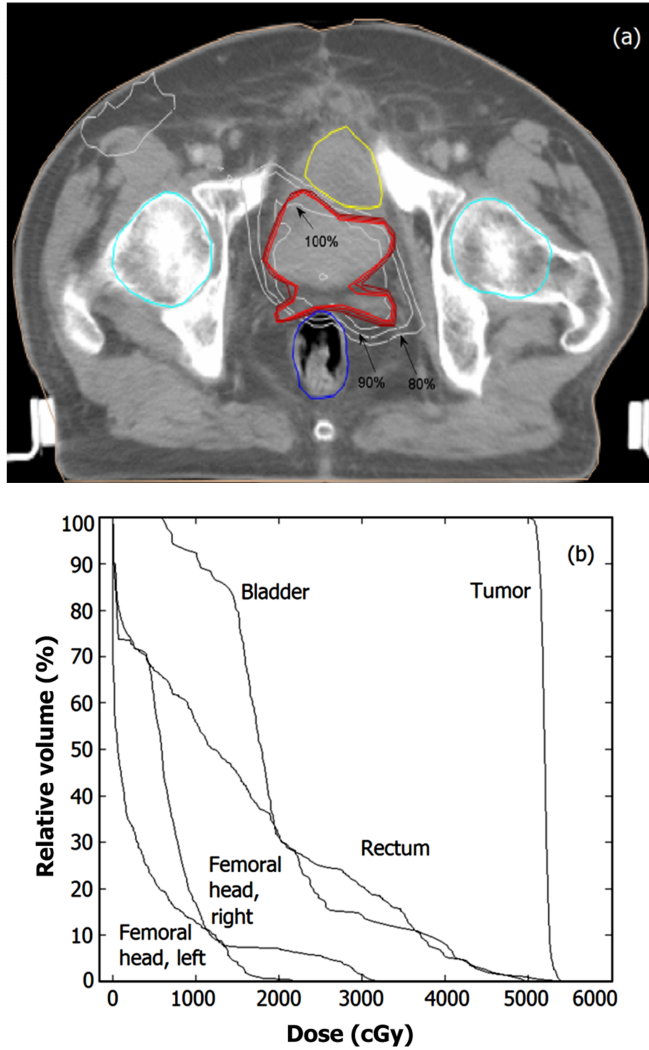 (a)
100%
90%
80%
(b)
100
90
80
70
60
50
40
30
20
10
0
Relative volume (%)
Bladder
Tumor
Rectum
Femoral
head,
right
Femoral
head, left
0
1000
2000
3000
4000
5000
6000
Dose (cGy)